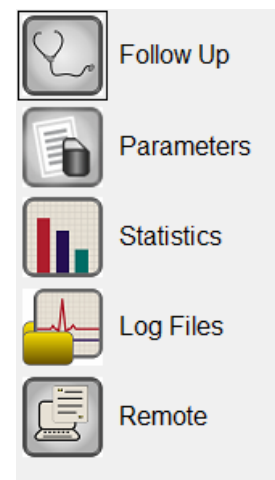 Follow Up
Parameters
Statistics
Log Files
Remote